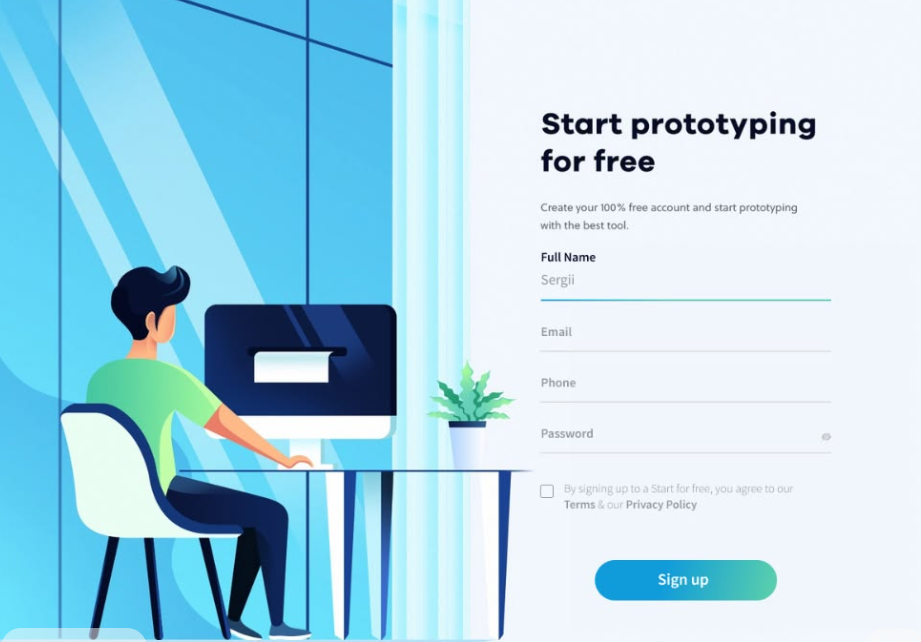 Start prototyping
for free
Create your 100% free account and start prototyping
with the best tool.
Full Name
Sergii
Email
Phone
Password
By signing up to a Start for free, you agree to our
Terms & our Privacy Policy
Sign up